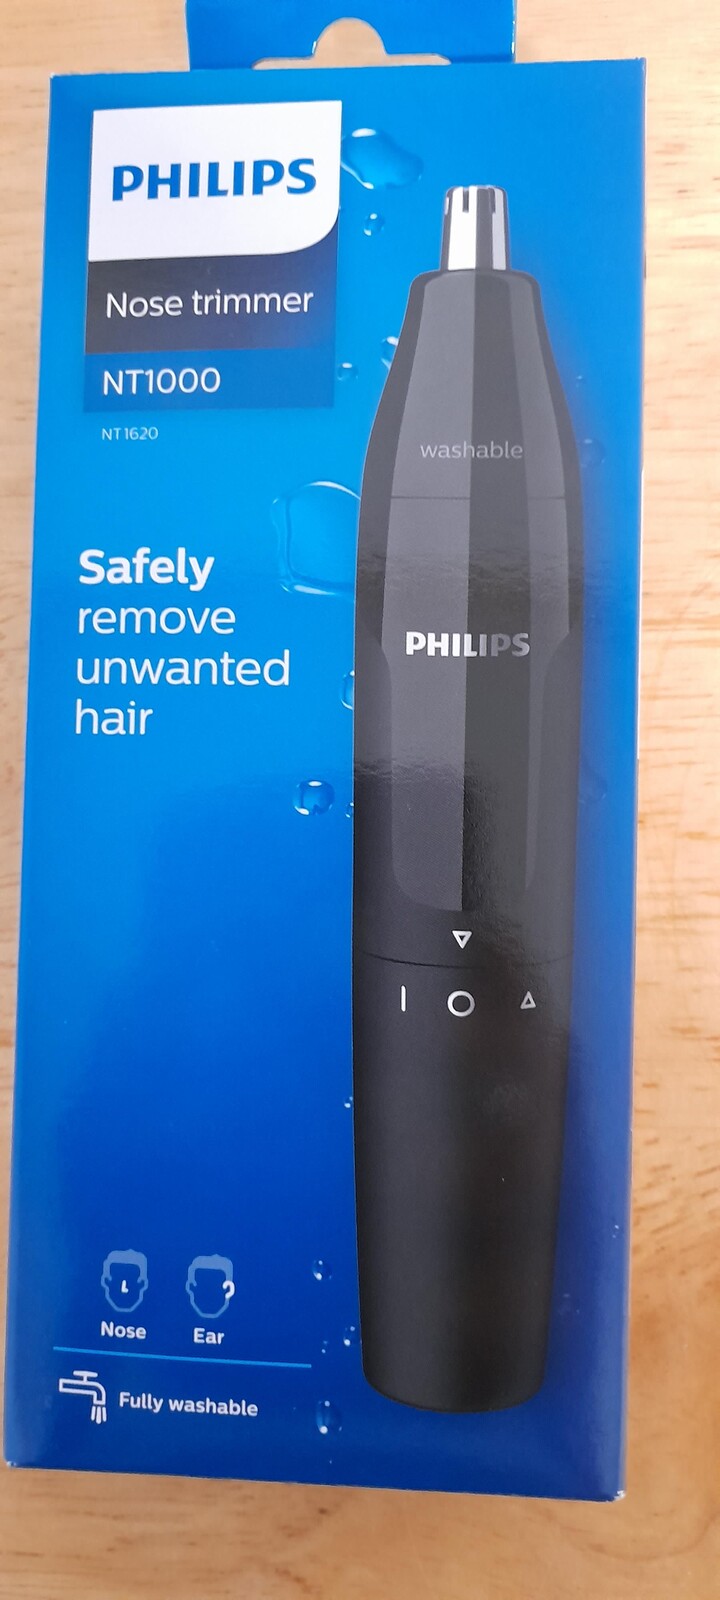 PHILIPS
Nose trimmer
NT1000
NT1620
washable
Safely
remove
unwanted
hair
PHILIPS
Nose
Ear
Fully washable